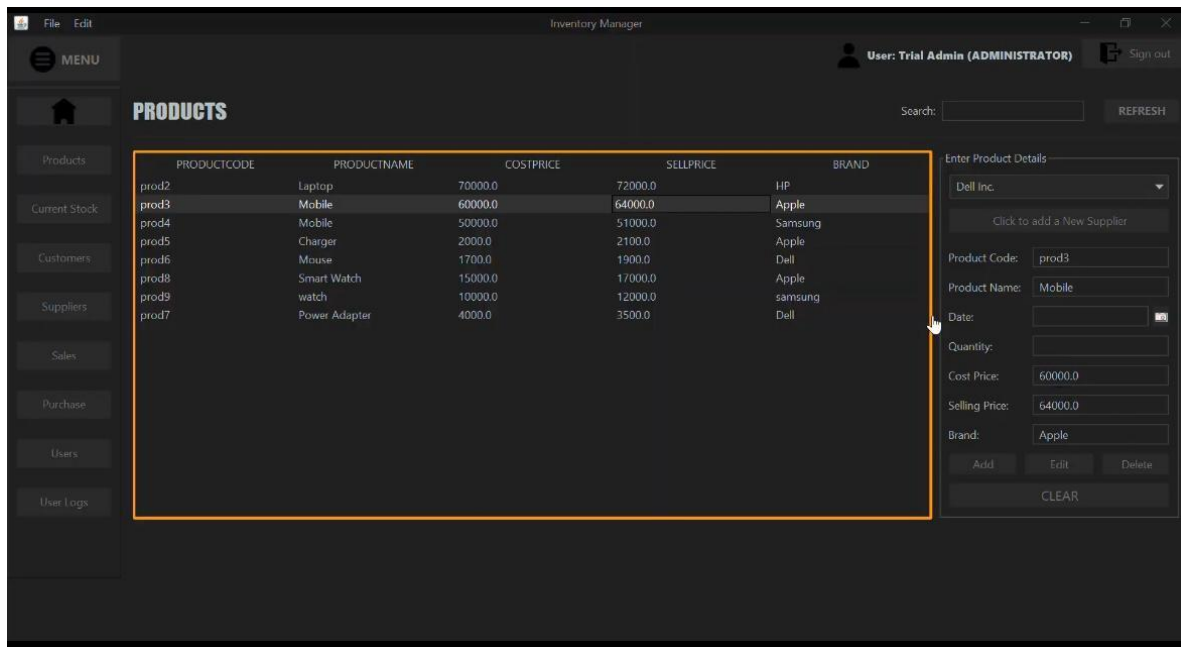 File Edit Inventory Manager
MENU User: Trial Admin (ADMINISTRATOR) Sign out
PRODUCTS Search: REFRESH
Products
Current Stock
Customers
Suppliers
Sales
Purchase
Users
User Logs
PRODUCTCODE PRODUCTNAME COSTPRICE SELLPRICE BRAND
prod2 Laptop 70000.0 72000.0 HP
prod3 Mobile 60000.0 64000.0 Apple
prod4 Mobile 50000.0 51000.0 Samsung
prod5 Charger 2000.0 2100.0 Apple
prod6 Mouse 1700.0 1900.0 Dell
prod8 Smart Watch 15000.0 17000.0 Apple
prod9 watch 10000.0 12000.0 samsung
prod7 Power Adapter 4000.0 3500.0 Dell
Enter Product Details
Dell Inc.
Click to add a New Supplier
Product Code: prod3
Product Name: Mobile
Date:
Quantity:
Cost Price: 60000.0
Selling Price: 64000.0
Brand: Apple
Add Edit Delete
CLEAR